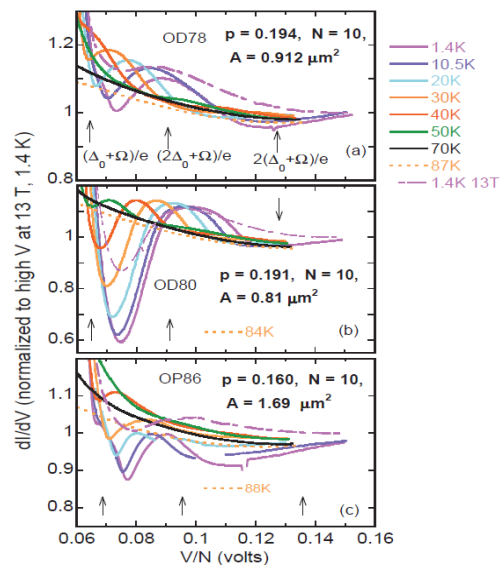 OD78
p = 0.194, N = 10,
A = 0.912 μm²
(Δ₀+Ω)/e
(2Δ₀+Ω)/e
2(Δ₀+Ω)/e
(a)
1.2
1
0.8
1.4K
10.5K
20K
30K
40K
50K
70K
87K
1.4K 13T
dI/dV (normalized to high V at 13 T, 1.4 K)
OD80
p = 0.191, N = 10,
A = 0.81 μm²
84K
(b)
1
0.8
0.6
OP86
p = 0.160, N = 10,
A = 1.69 μm²
88K
(c)
1.1
1
0.9
0.8
0.06
0.08
0.1
0.12
0.14
0.16
V/N (volts)